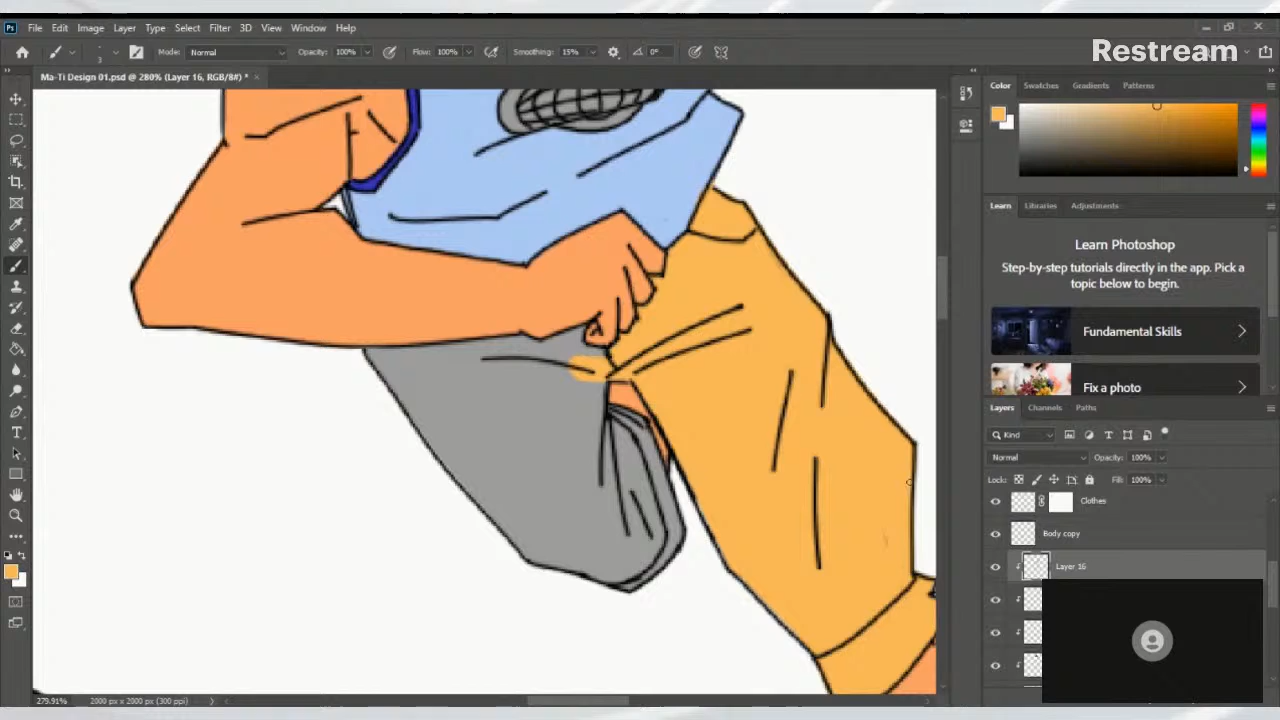 Ps File Edit Image Layer Type Select Filter 3D View Window Help
Mode: Normal Opacity: 100% Flow: 100% Smoothing: 15% 0°
Restream
Ma-Ti Design 01.psd @ 280% (Layer 16, RGB/8#) * ×
Color Swatches Gradients Patterns
Learn Libraries Adjustments
Learn Photoshop
Step-by-step tutorials directly in the app. Pick a
topic below to begin.
Fundamental Skills
Fix a photo
Layers Channels Paths
Kind
Normal Opacity: 100%
Lock: Fill: 100%
Clothes
Body copy
Layer 16
279.91% 2000 px x 2000 px (300 ppi)